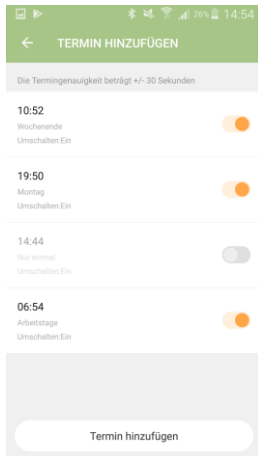 26% 14:54
TERMIN HINZUFÜGEN
Die Termingenauigkeit beträgt +/- 30 Sekunden
10:52
Wochenende
Umschalten:Ein
19:50
Montag
Umschalten:Ein
14:44
Nur einmal
Umschalten:Ein
06:54
Arbeitstage
Umschalten:Ein
Termin hinzufügen